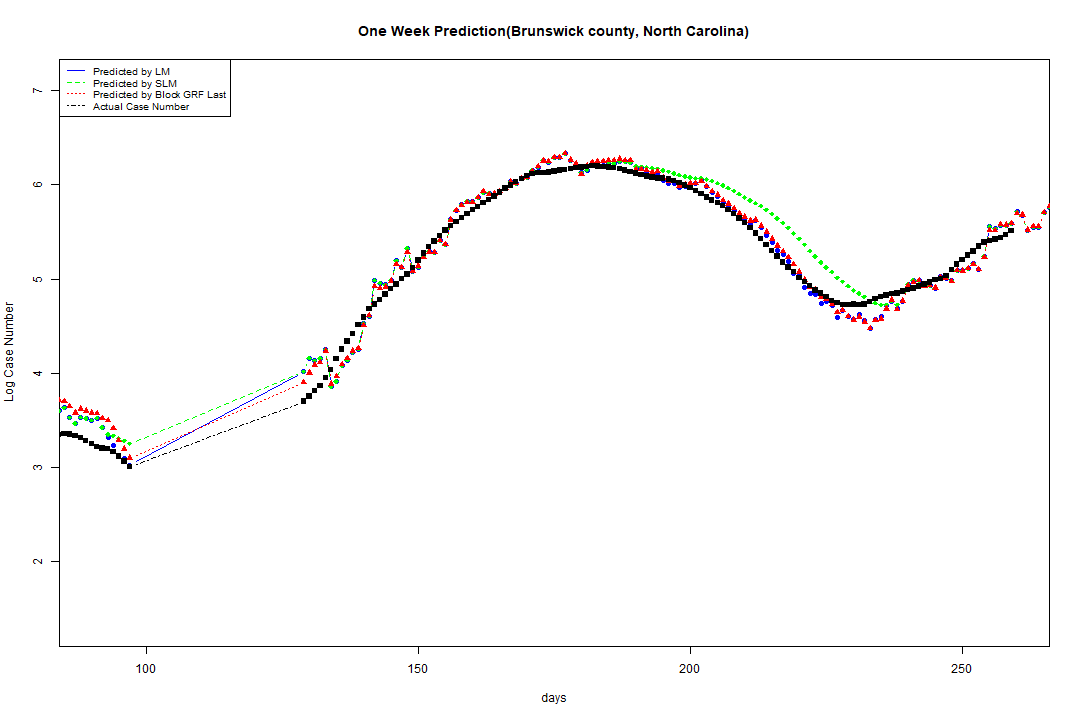 One Week Prediction(Brunswick county, North Carolina)
Predicted by LM
Predicted by SLM
Predicted by Block GRF Last
Actual Case Number
7
6
5
4
3
2
Log Case Number
100 150 200 250
days